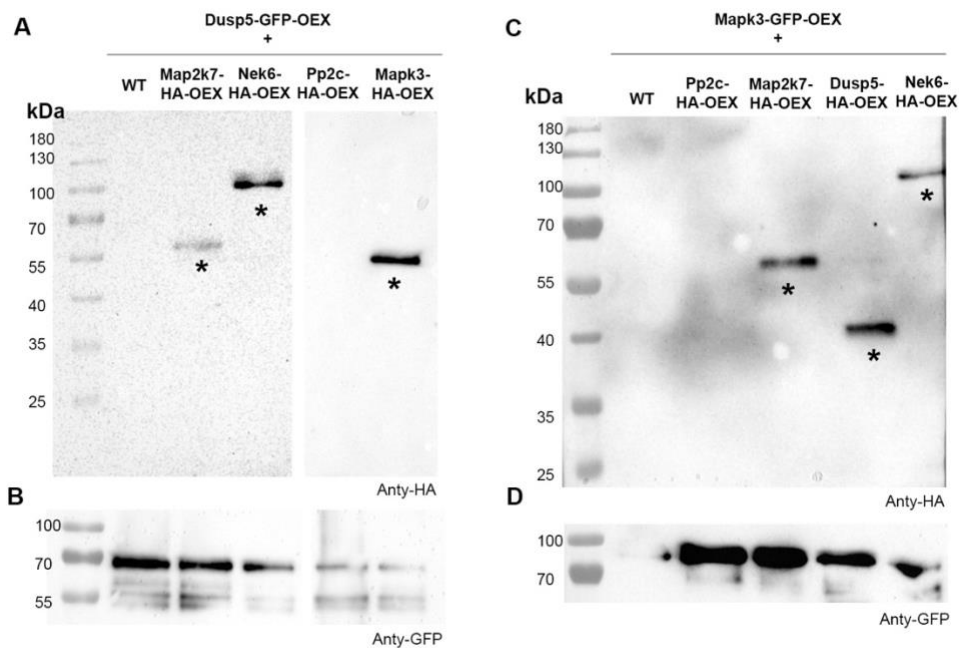 A
Dusp5-GFP-OEX
+
WT
Map2k7-
HA-OEX
Nek6-
HA-OEX
Pp2c-
HA-OEX
Mapk3-
HA-OEX
kDa
180
130
100
70
55
40
35
25
*
*
*
Anty-HA
B
100
70
55
Anty-GFP
C
Mapk3-GFP-OEX
+
WT
Pp2c-
HA-OEX
Map2k7-
HA-OEX
Dusp5-
HA-OEX
Nek6-
HA-OEX
kDa
180
130
100
70
55
40
35
25
*
*
*
Anty-HA
D
100
70
Anty-GFP